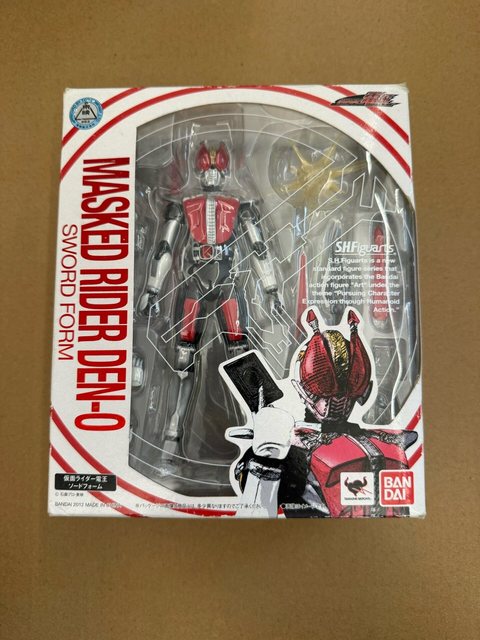 MASKED RIDER DEN-O
SWORD FORM
S.H.Figuarts
S.H.Figuarts is a new
standard figure series that
incorporates the Bandai
action figure "Art" under the
theme "Pursuing Character
Expression through Humanoid
Action."
仮面ライダー電王
ソードフォーム
BAN
DAI